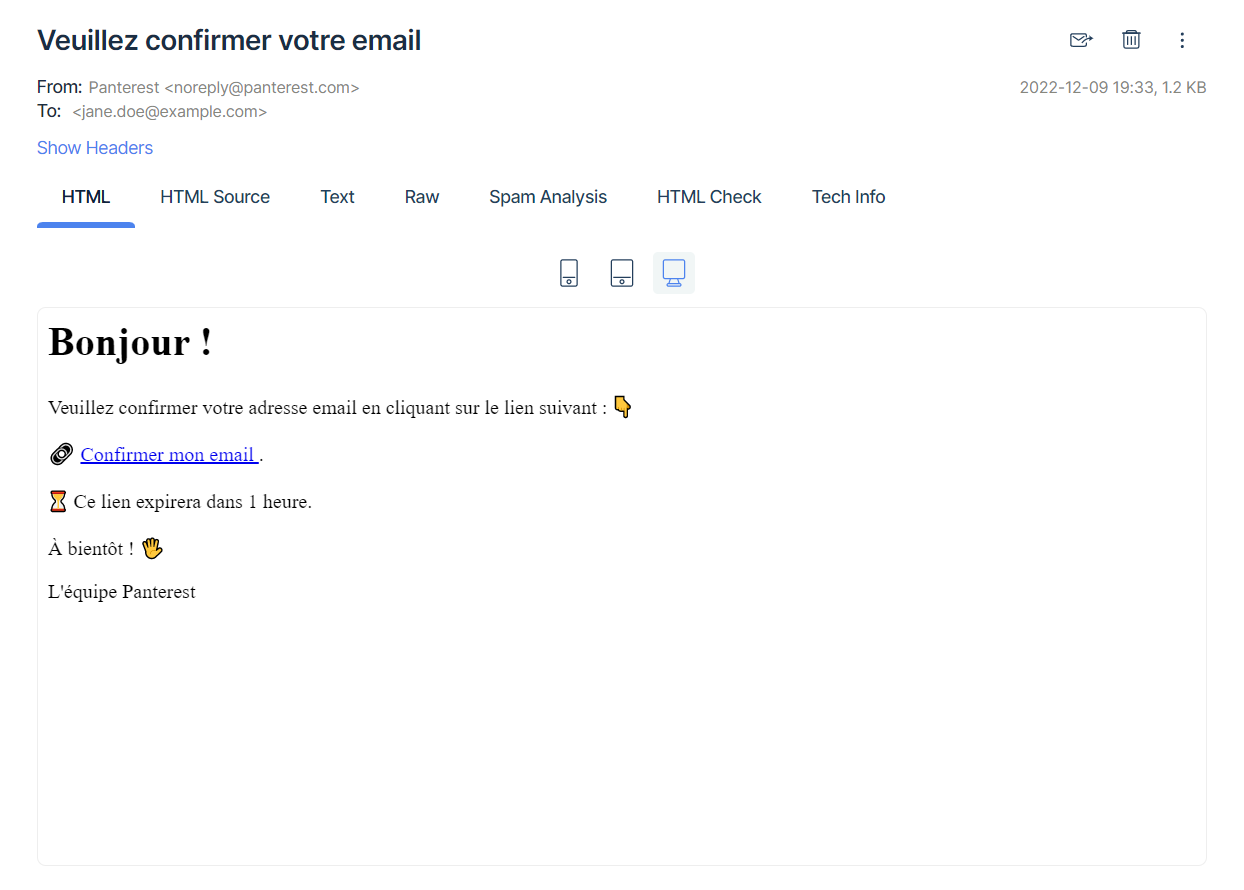 Veuillez confirmer votre email
From: Panterest <noreply@panterest.com>
2022-12-09 19:33, 1.2 KB
To: <jane.doe@example.com>
Show Headers
HTML HTML Source Text Raw Spam Analysis HTML Check Tech Info
Bonjour !
Veuillez confirmer votre adresse email en cliquant sur le lien suivant : 👇
🔗 Confirmer mon email .
⏳ Ce lien expirera dans 1 heure.
À bientôt ! 👋
L'équipe Panterest